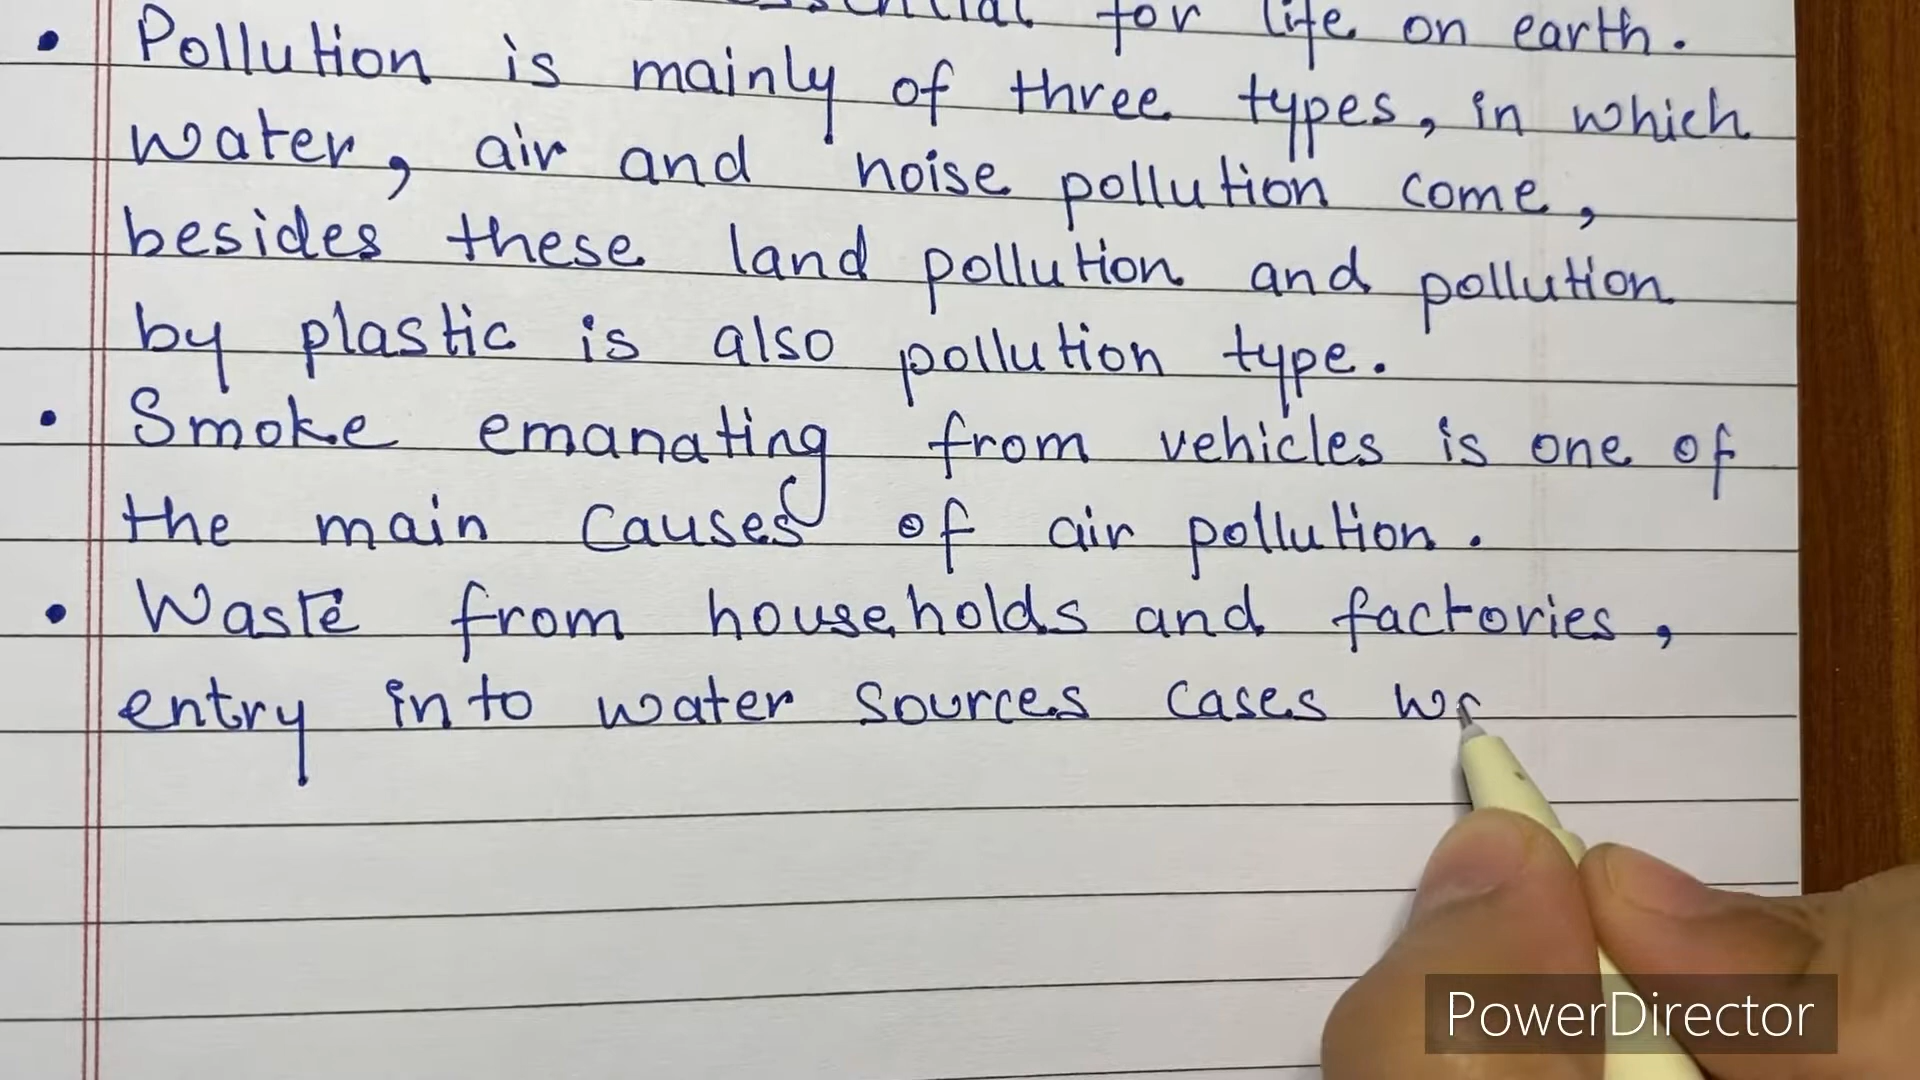 for life on earth.
• Pollution is mainly of three types, in which
water, air and noise pollution come,
besides these land pollution and pollution
by plastic is also pollution type.
• Smoke emanating from vehicles is one of
the main causes of air pollution.
• Waste from households and factories,
entry into water sources cases
PowerDirector